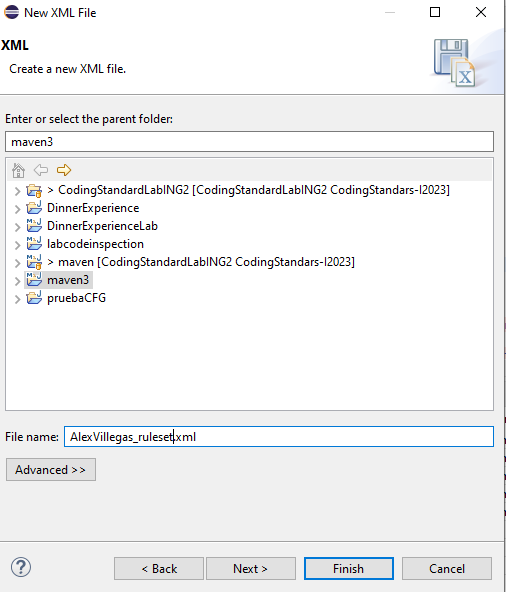 New XML File
XML
Create a new XML file.
Enter or select the parent folder:
maven3
> CodingStandardLabING2 [CodingStandardLabING2 CodingStandars-I2023]
DinnerExperience
DinnerExperienceLab
labcodeinspection
> maven [CodingStandardLabING2 CodingStandars-I2023]
maven3
pruebaCFG
File name: AlexVillegas_ruleset.xml
Advanced >>
< Back Next > Finish Cancel